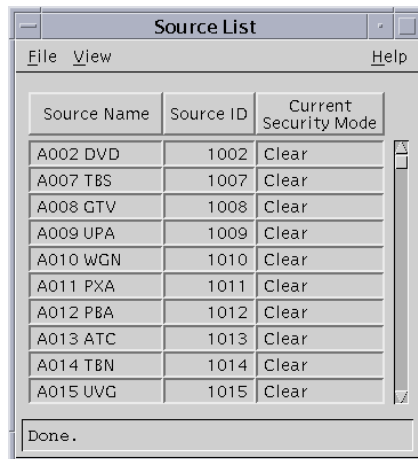 Source List
File View Help
Source Name Source ID Current Security Mode
A002 DVD 1002 Clear
A007 TBS 1007 Clear
A008 GTV 1008 Clear
A009 UPA 1009 Clear
A010 WGN 1010 Clear
A011 PXA 1011 Clear
A012 PBA 1012 Clear
A013 ATC 1013 Clear
A014 TBN 1014 Clear
A015 UVG 1015 Clear
Done.